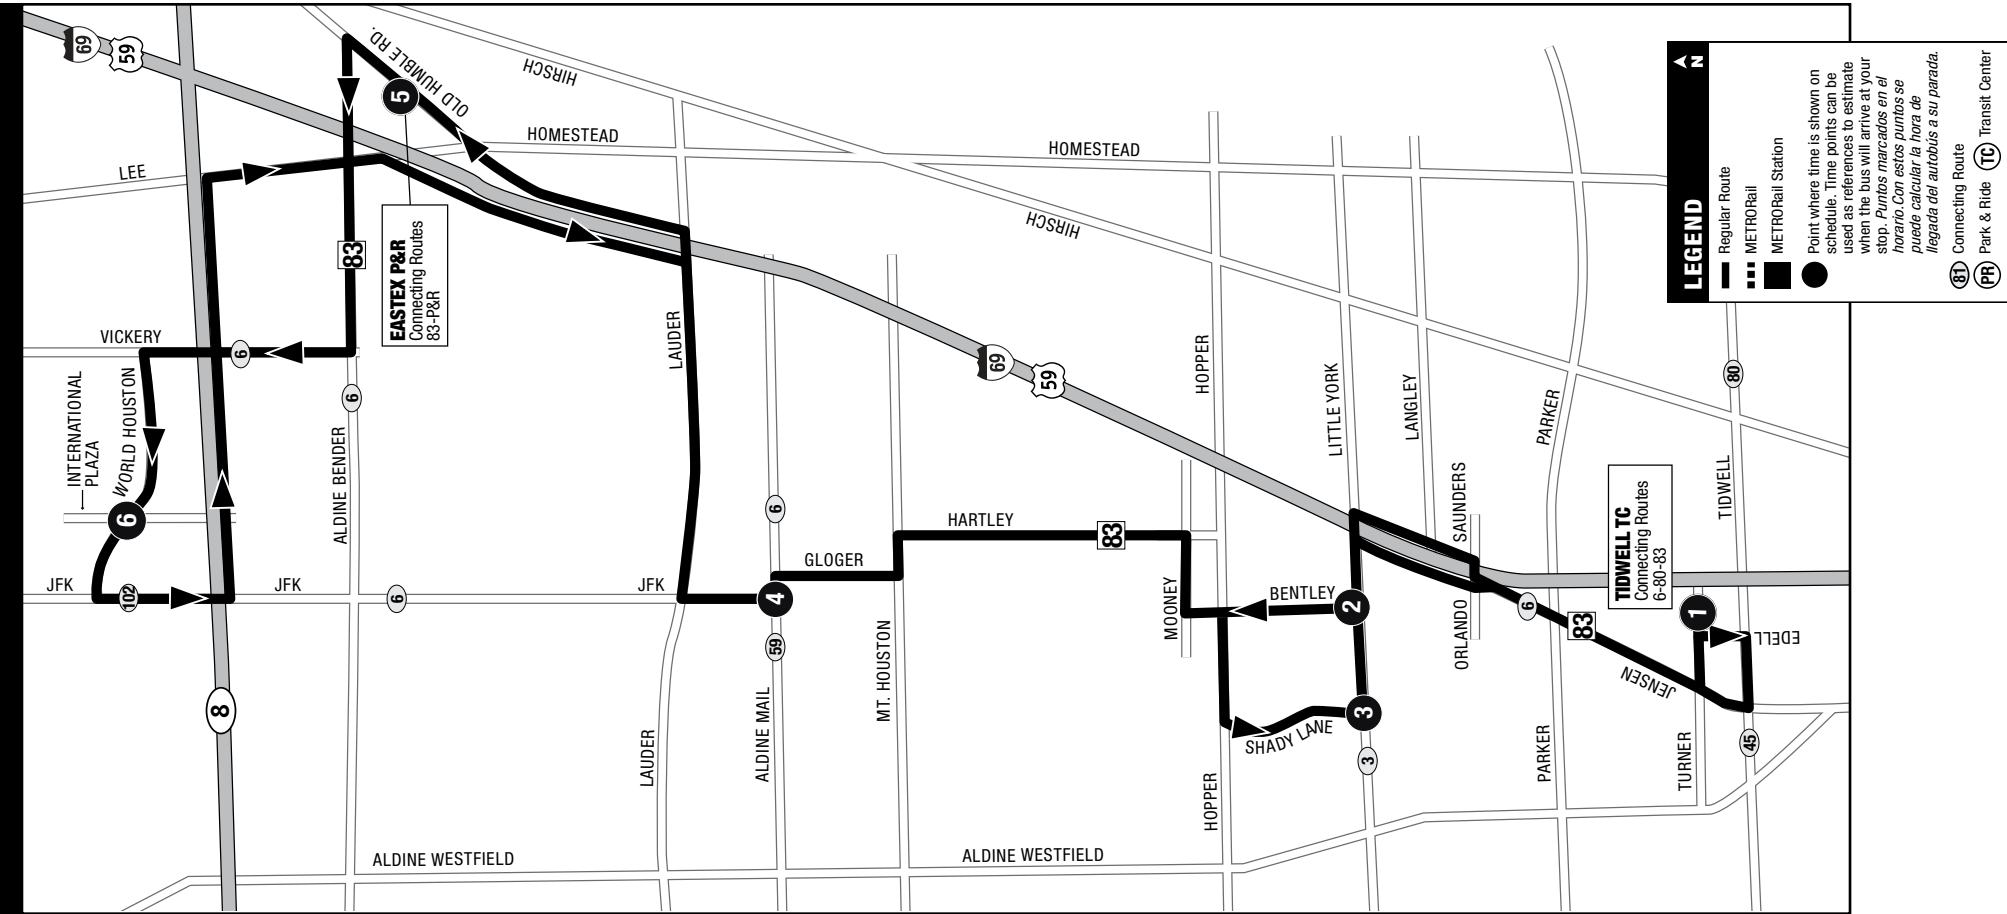 69
59
LEE
VICKERY
INTERNATIONAL
PLAZA
WORLD HOUSTON
6
6
JFK
102
JFK
8
ALDINE BENDER
6
83
5
OLD HUMBLE RD.
EASTEX P&R
Connecting Routes
83-P&R
HIRSCH
HOMESTEAD
HOMESTEAD
HIRSCH
LAUDER
JFK
6
LAUDER
ALDINE WESTFIELD
ALDINE WESTFIELD
4
6
59
ALDINE MAIL
GLOGER
HARTLEY
MT. HOUSTON
83
69
59
HOPPER
MOONEY
BENTLEY
2
3
3
SHADY LANE
HOPPER
LITTLE YORK
LANGLEY
SAUNDERS
ORLANDO
PARKER
PARKER
6
83
JENSEN
TIDWELL TC
Connecting Routes
6-80-83
1
EDELL
TURNER
TIDWELL
80
45
LEGEND
N
Regular Route
METRORail
METRORail Station
Point where time is shown on
schedule. Time points can be
used as references to estimate
when the bus will arrive at your
stop. Puntos marcados en el
horario.Con estos puntos se
puede calcular la hora de
llegada del autobús a su parada.
81 Connecting Route
PR Park & Ride TC Transit Center